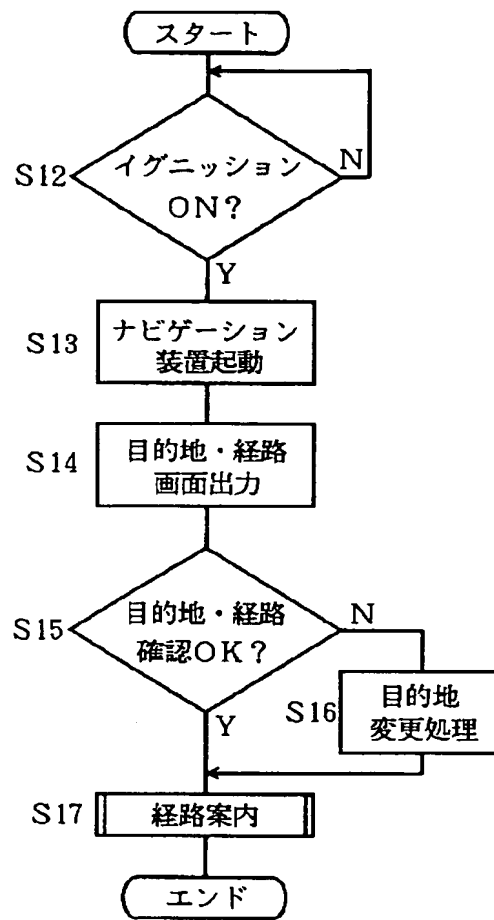 スタート
S12
イグニッション
ON?
N
Y
S13
ナビゲーション
装置起動
S14
目的地・経路
画面出力
S15
目的地・経路
確認OK?
N
Y
S16
目的地
変更処理
S17
経路案内
エンド